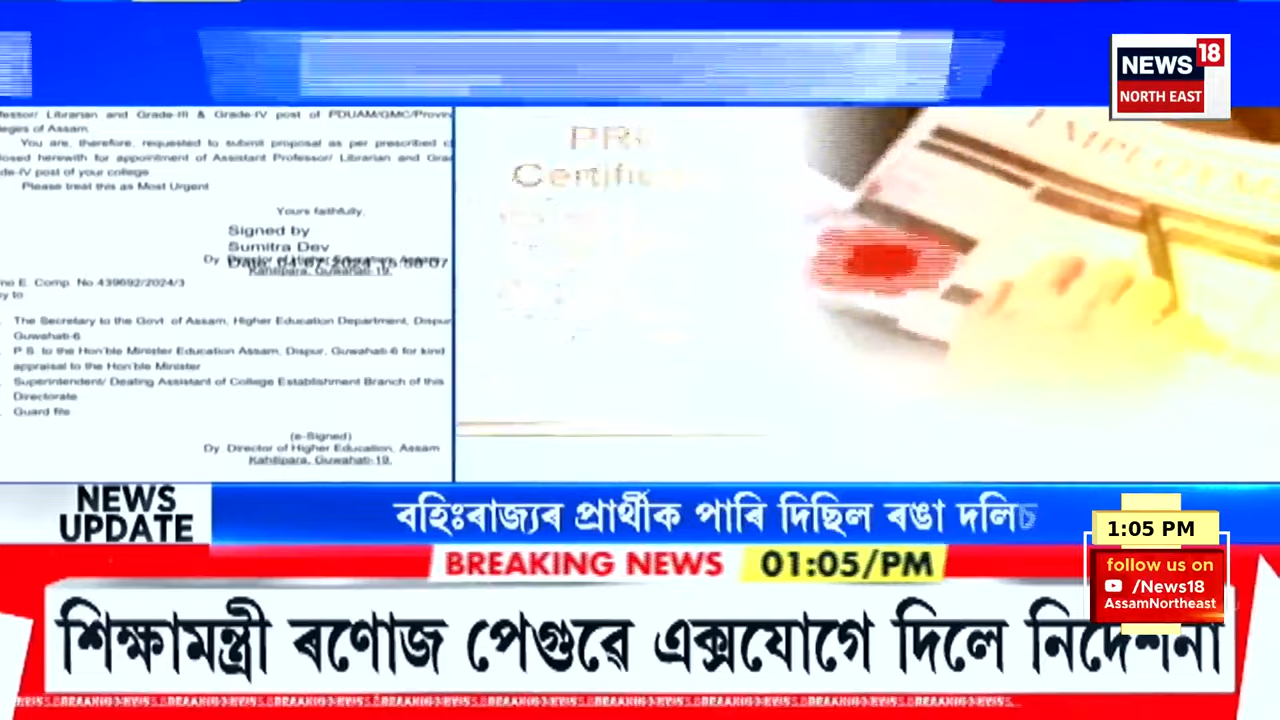 NEWS 18
NORTH EAST
Librarian and Grade-III & Grade-IV post of PDUAM/GMC/Provin
leges of Assam
You are, therefore, requested to submit proposal as per prescribed
losed herewith for appointment of Assistant Professor/ Librarian and Gra
de-IV post of your college
Please treat this as Most Urgent
Yours faithfully,
Signed by
Sumitra Dev
Kahilipara, Guwahati-19.
E. Comp. No.439692/2024/3
y to
The Secretary to the Govt of Assam, Higher Education Department, Dispur
Guwahati-6
P.S. to the Hon'ble Minister Education Assam, Dispur, Guwahati-6 for kind
appraisal to the Hon'ble Minister
Superintendent/ Dealing Assistant of College Establishment Branch of this
Directorate
Guard file
(e-Signed)
Dy. Director of Higher Education, Assam
Kahilipara, Guwahati-19.
NEWS
UPDATE
বহিঃৰাজ্যৰ প্ৰাৰ্থীক পাৰি দিছিল ৰঙা দলিচ
1:05 PM
BREAKING NEWS 01:05/PM
follow us on
/News18
AssamNortheast
শিক্ষামন্ত্ৰী ৰণোজ পেগুৱে এক্সযোগে দিলে নিৰ্দেশনা